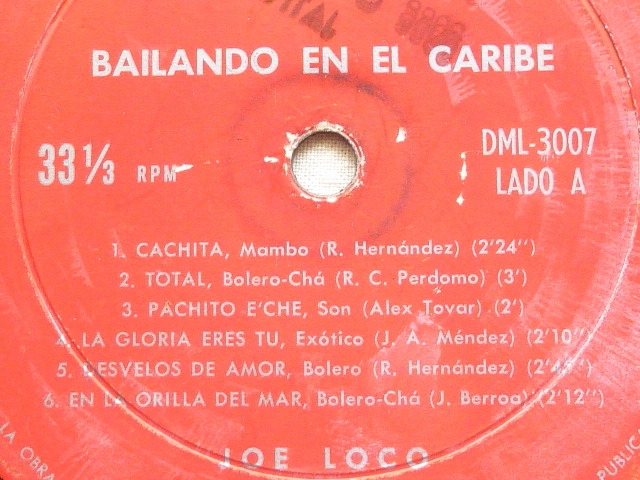 BAILANDO EN EL CARIBE
33 1/3 RPM
DML-3007
LADO A
1. CACHITA, Mambo (R. Hernández) (2'24'')
2. TOTAL, Bolero-Chá (R. C. Perdomo) (3')
3. PACHITO E'CHE, Son (Alex Tovar) (2')
4. LA GLORIA ERES TU, Exótico (J. A. Méndez) (2'10'')
5. DESVELOS DE AMOR, Bolero (R. Hernández)
6. EN LA ORILLA DEL MAR, Bolero-Chá (J. Berroa) (2'12'')
JOE LOCO
LA OBRA